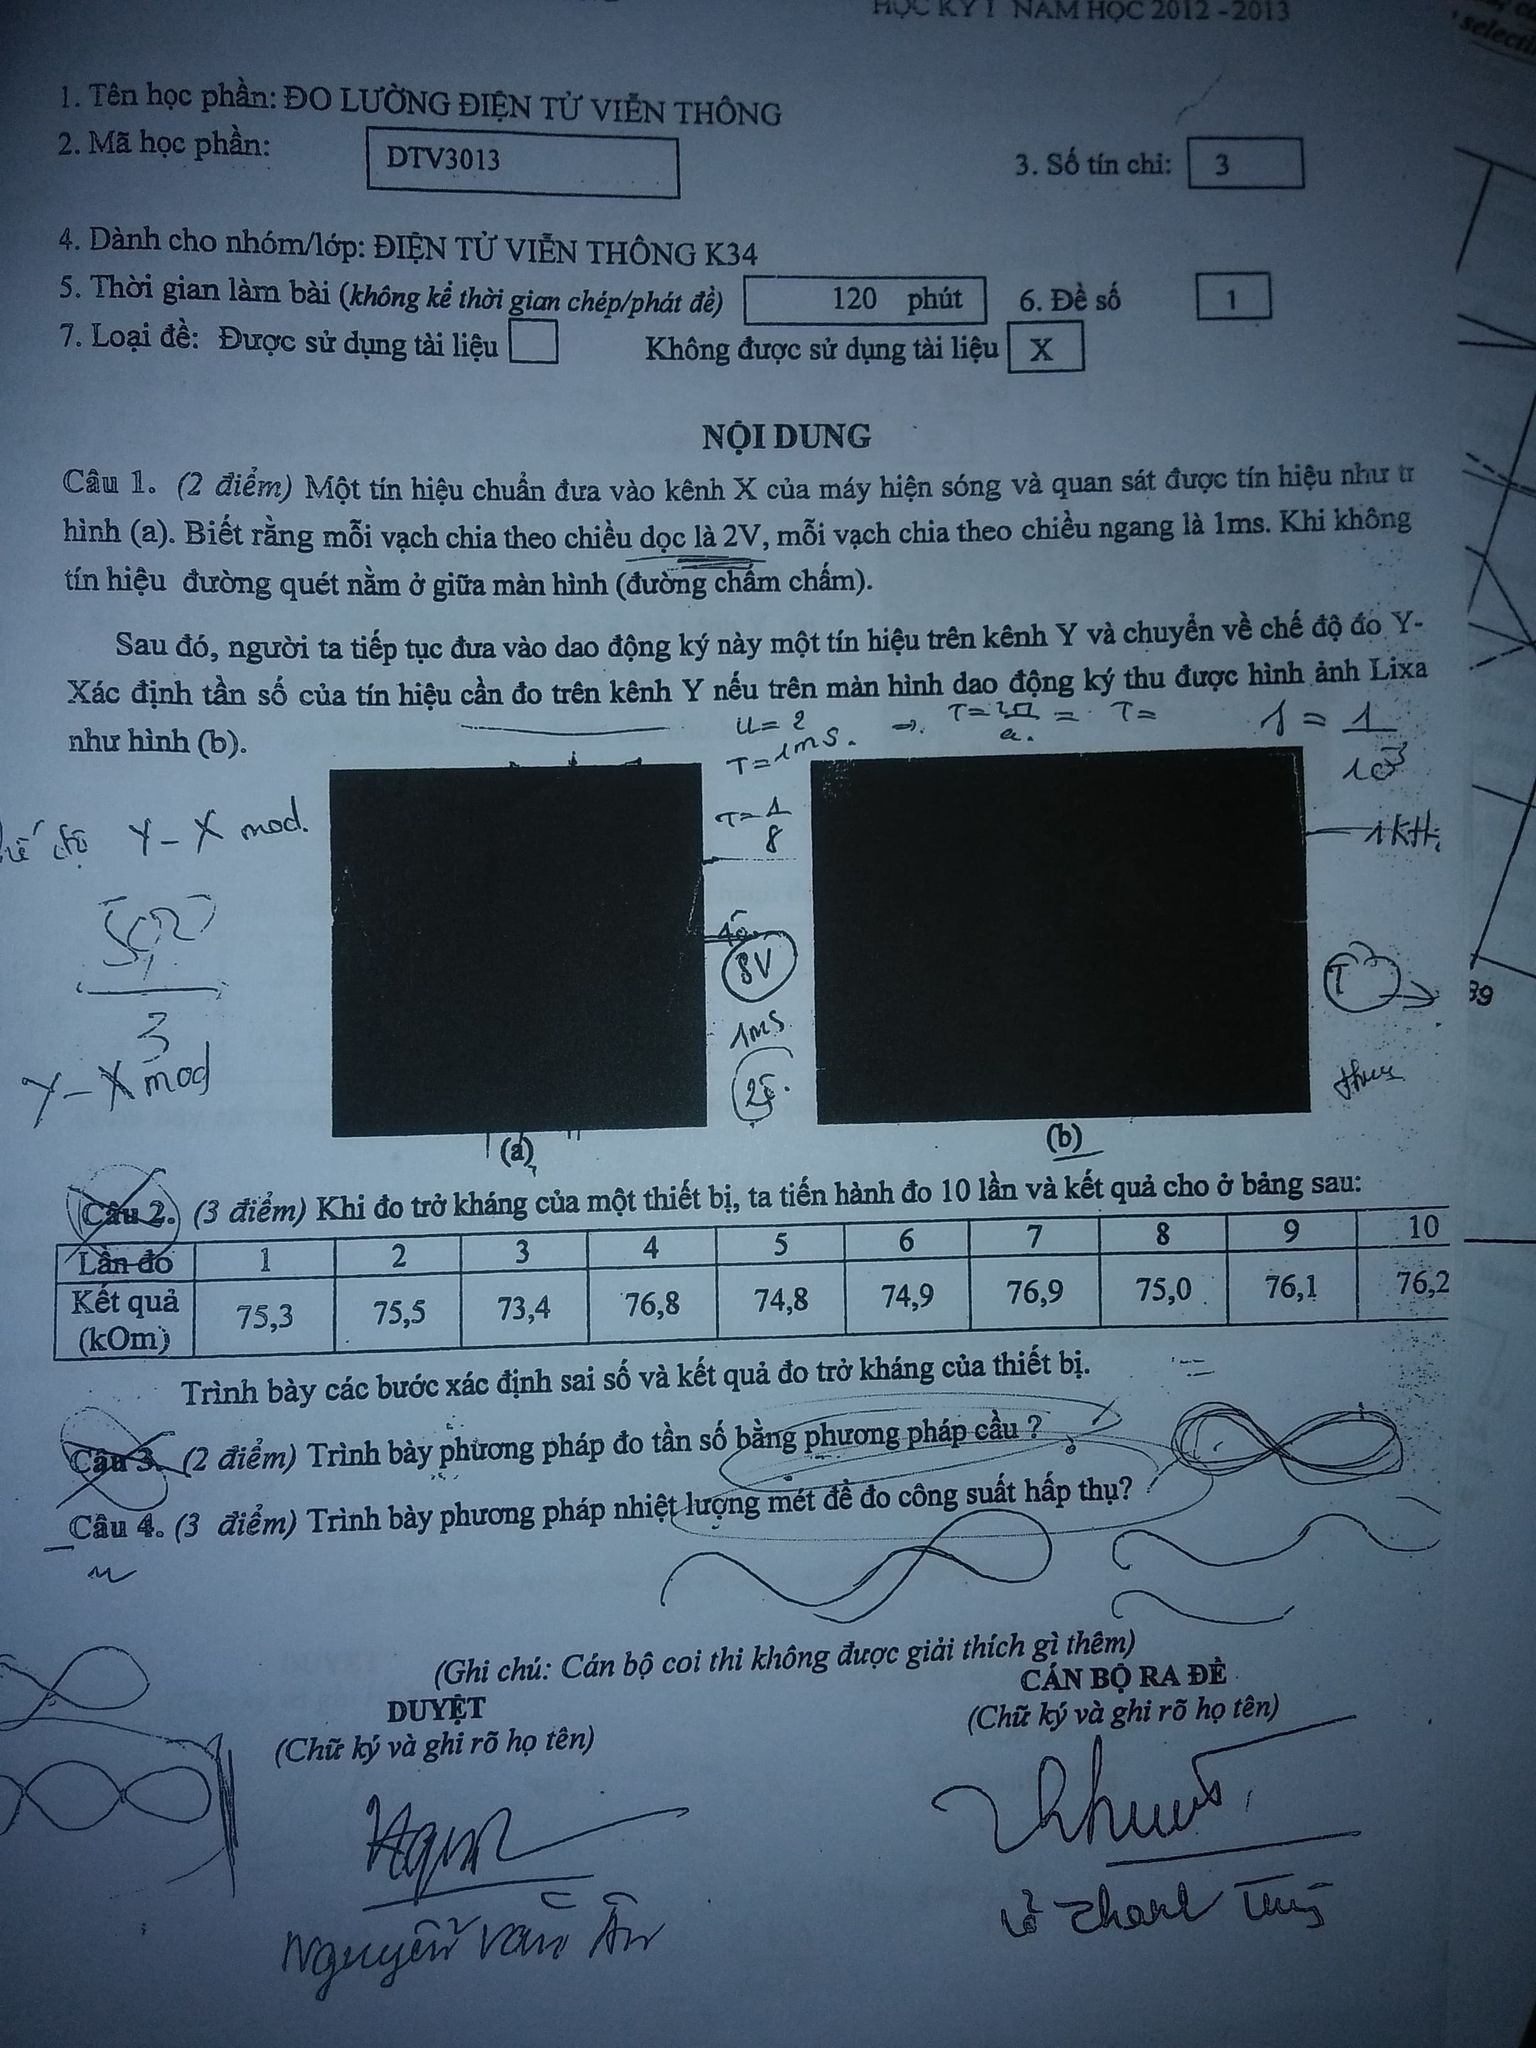 HỌC KỲ I NĂM HỌC 2012 - 2013
selecti
1. Tên học phần: ĐO LƯỜNG ĐIỆN TỬ VIỄN THÔNG
2. Mã học phần: DTV3013 3. Số tín chỉ: 3
4. Dành cho nhóm/lớp: ĐIỆN TỬ VIỄN THÔNG K34
5. Thời gian làm bài (không kể thời gian chép/phát đề) 120 phút 6. Đề số 1
7. Loại đề: Được sử dụng tài liệu Không được sử dụng tài liệu X
NỘI DUNG
Câu 1. (2 điểm) Một tín hiệu chuẩn đưa vào kênh X của máy hiện sóng và quan sát được tín hiệu như tr
hình (a). Biết rằng mỗi vạch chia theo chiều dọc là 2V, mỗi vạch chia theo chiều ngang là 1ms. Khi không
tín hiệu đường quét nằm ở giữa màn hình (đường chấm chấm).
Sau đó, người ta tiếp tục đưa vào dao động ký này một tín hiệu trên kênh Y và chuyển về chế độ đo Y-
Xác định tần số của tín hiệu cần đo trên kênh Y nếu trên màn hình dao động ký thu được hình ảnh Lixa
như hình (b).
u = 2
T = 1ms.
T = 1/8
f = 1/10³
1kH
Y - X mod.
3
Y - X mod
8V
1ms
T
39
(a) (b)
Câu 2. (3 điểm) Khi đo trở kháng của một thiết bị, ta tiến hành đo 10 lần và kết quả cho ở bảng sau:
Lần đo 1 2 3 4 5 6 7 8 9 10
Kết quả (kOm) 75,3 75,5 73,4 76,8 74,8 74,9 76,9 75,0 76,1 76,2
Trình bày các bước xác định sai số và kết quả đo trở kháng của thiết bị.
Câu 3. (2 điểm) Trình bày phương pháp đo tần số bằng phương pháp cầu ?
Câu 4. (3 điểm) Trình bày phương pháp nhiệt lượng mét đề đo công suất hấp thụ?
(Ghi chú: Cán bộ coi thi không được giải thích gì thêm)
DUYỆT CÁN BỘ RA ĐỀ
(Chữ ký và ghi rõ họ tên) (Chữ ký và ghi rõ họ tên)
Nguyễn Văn Ân